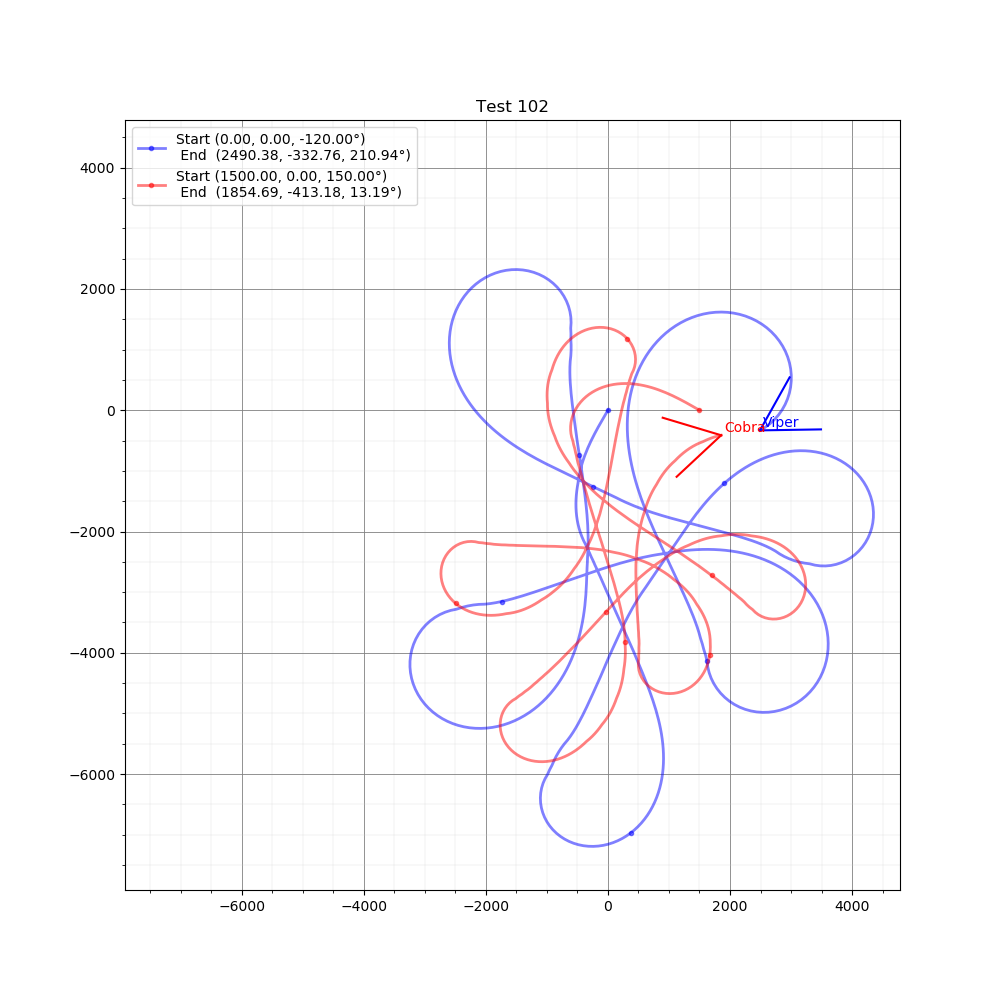 Test 102
Start (0.00, 0.00, -120.00°)
End  (2490.38, -332.76, 210.94°)
Start (1500.00, 0.00, 150.00°)
End  (1854.69, -413.18, 13.19°)
4000
2000
0
−2000
−4000
−6000
Cobra
Viper
−6000
−4000
−2000
0
2000
4000